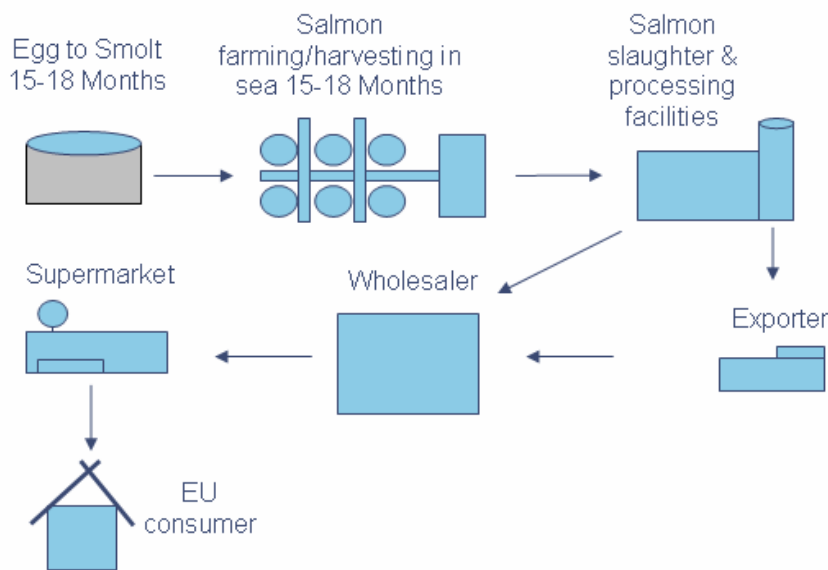 Egg to Smolt
15-18 Months
Salmon
farming/harvesting in
sea 15-18 Months
Salmon
slaughter &
processing
facilities
Supermarket
Wholesaler
Exporter
EU
consumer